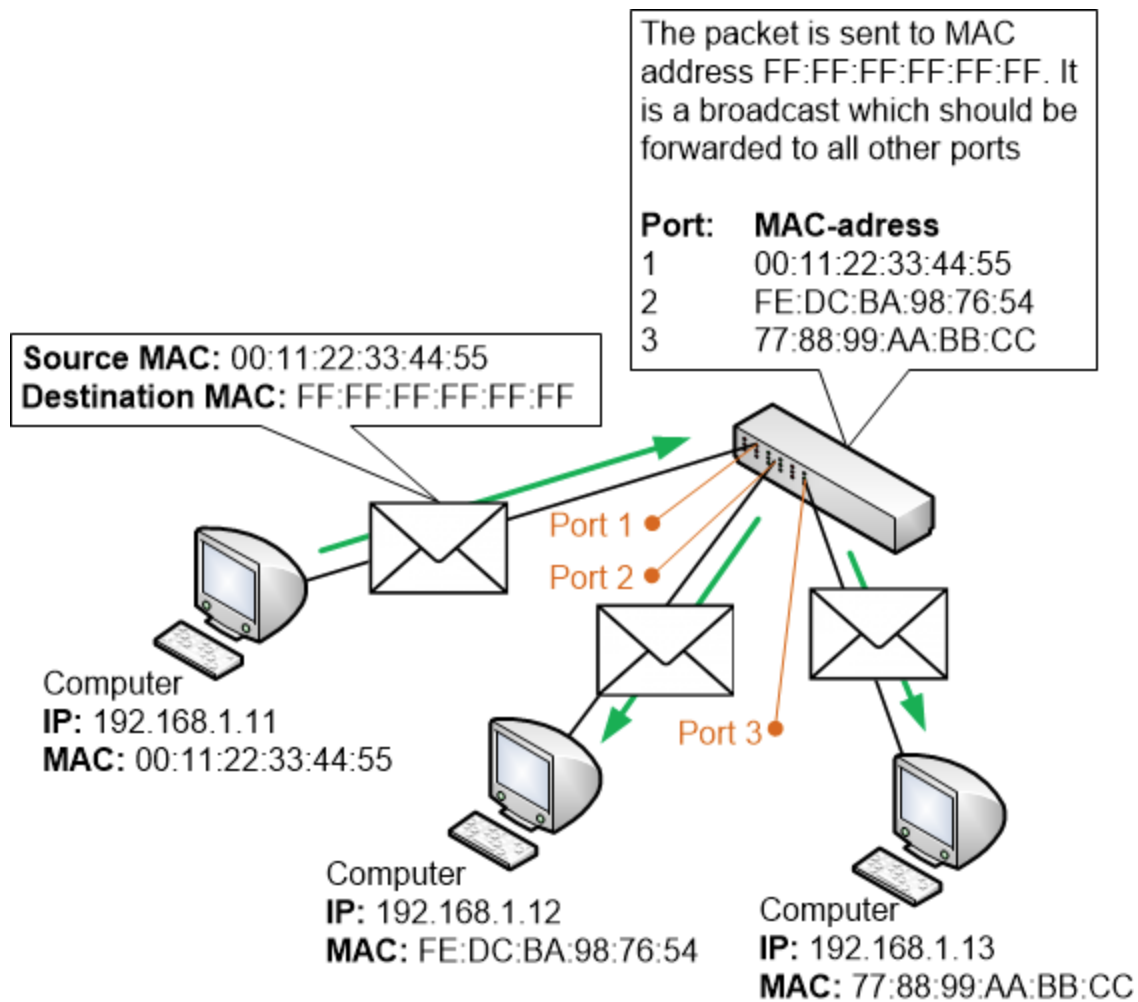 The packet is sent to MAC
address FF:FF:FF:FF:FF:FF. It
is a broadcast which should be
forwarded to all other ports
Port: MAC-adress
1 00:11:22:33:44:55
2 FE:DC:BA:98:76:54
3 77:88:99:AA:BB:CC
Source MAC: 00:11:22:33:44:55
Destination MAC: FF:FF:FF:FF:FF:FF
Port 1
Port 2
Port 3
Computer
IP: 192.168.1.11
MAC: 00:11:22:33:44:55
Computer
IP: 192.168.1.12
MAC: FE:DC:BA:98:76:54
Computer
IP: 192.168.1.13
MAC: 77:88:99:AA:BB:CC